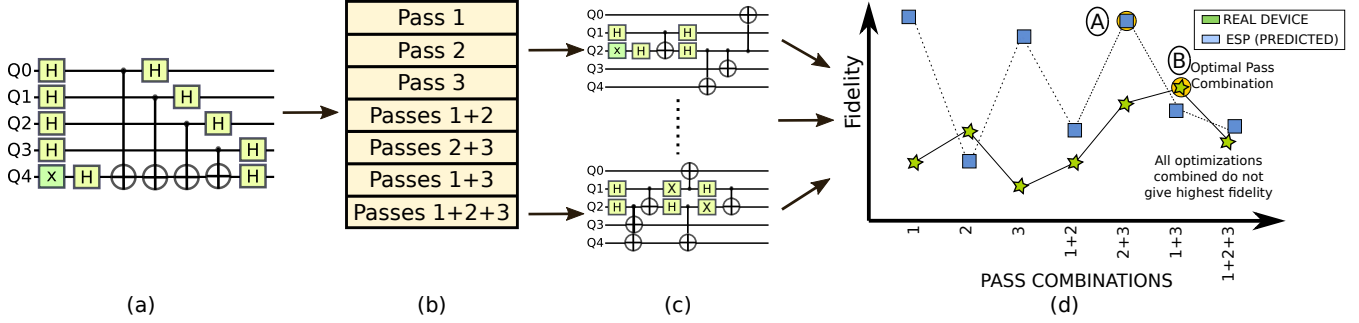 Q0 H H
Q1 H H
Q2 H H
Q3 H H
Q4 X H H
(a)
Pass 1
Pass 2
Pass 3
Passes 1+2
Passes 2+3
Passes 1+3
Passes 1+2+3
(b)
Q0
Q1 H H
Q2 X H H
Q3
Q4
Q0
Q1 H X H
Q2 H H X
Q3
Q4
(c)
REAL DEVICE
ESP (PREDICTED)
A
B
Optimal Pass
Combination
All optimizations
combined do not
give highest fidelity
Fidelity
1
2
3
1+2
2+3
1+3
1+2+3
PASS COMBINATIONS
(d)